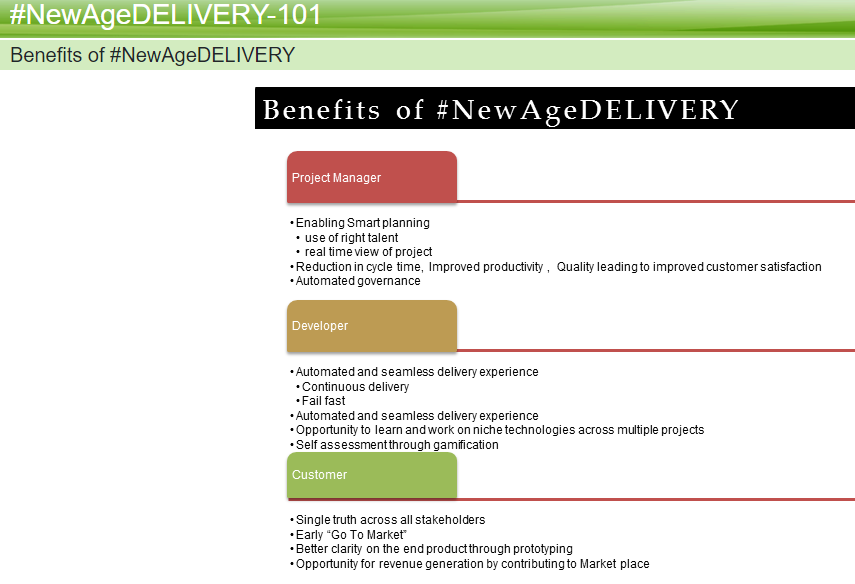 #NewAgeDELIVERY-101
Benefits of #NewAgeDELIVERY
Benefits of #NewAgeDELIVERY
Project Manager
• Enabling Smart planning
• use of right talent
• real time view of project
• Reduction in cycle time, Improved productivity , Quality leading to improved customer satisfaction
• Automated governance
Developer
• Automated and seamless delivery experience
• Continuous delivery
• Fail fast
• Automated and seamless delivery experience
• Opportunity to learn and work on niche technologies across multiple projects
• Self assessment through gamification
Customer
• Single truth across all stakeholders
• Early “Go To Market”
• Better clarity on the end product through prototyping
• Opportunity for revenue generation by contributing to Market place